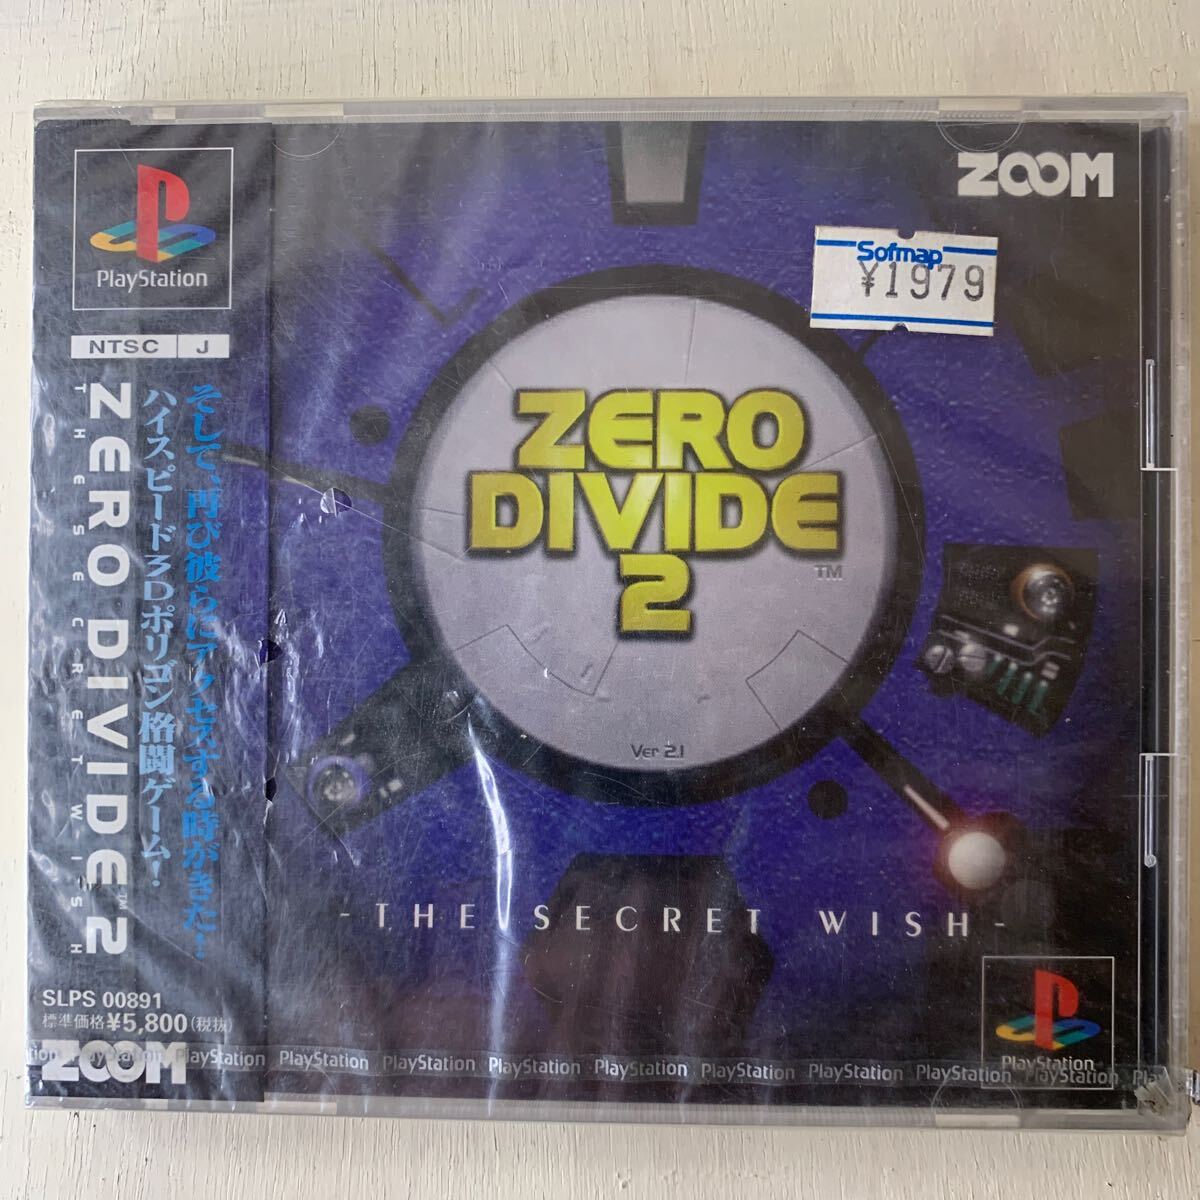 PlayStation
NTSC J
ZERO DIVIDE™ 2
THE SECRET WISH
そして、再び彼らにアクセスする時がきた!
ハイスピード3Dポリゴン格闘ゲーム!
SLPS 00891
標準価格¥5,800(税抜)
ZOOM
ZOOM
Sofmap
¥1979
ZERO
DIVIDE
2
TM
Ver 2.1
- THE SECRET WISH -
PlayStation
PlayStation PlayStation PlayStation PlayStation PlayStation PlayStation PlayStation PlayStation PlayStation PlayStation